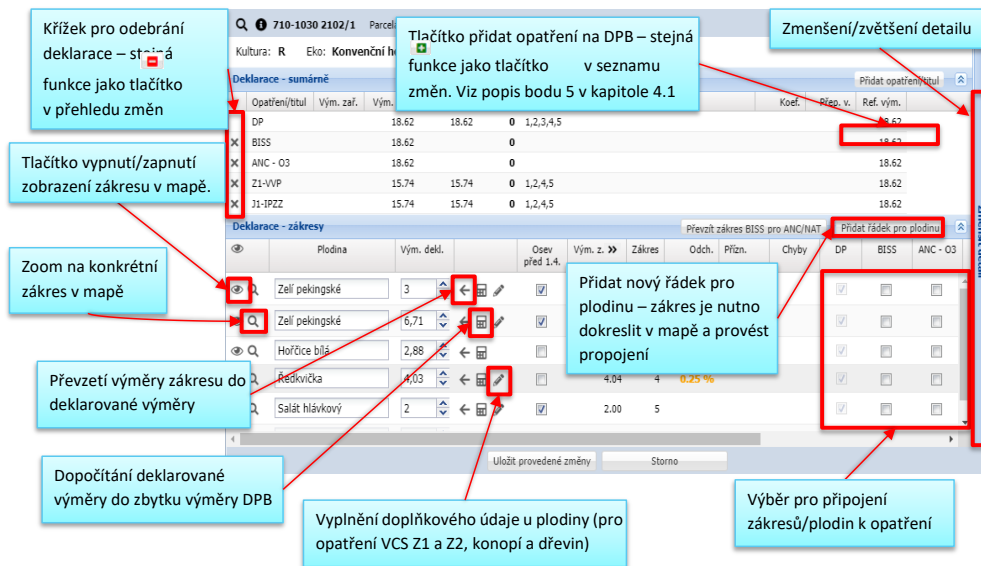 Křížek pro odebrání
deklarace – stejná
funkce jako tlačítko
v přehledu změn
Tlačítko přidat opatření na DPB – stejná
funkce jako tlačítko v seznamu
změn. Viz popis bodu 5 v kapitole 4.1
Zmenšení/zvětšení detailu
710-1030 2102/1
Kultura: R Eko: Konvenční
Deklarace - sumárně Přidat opatření/titul
Opatření/titul Vým. zař. Vým. Koef. Přep. v. Ref. vým.
DP 18.62 18.62 0 1,2,3,4,5 18.62
BISS 18.62 0 18.62
ANC - O3 18.62 0 18.62
Z1-VVP 15.74 15.74 0 1,2,4,5 18.62
J1-IPZZ 15.74 15.74 0 1,2,4,5 18.62
Tlačítko vypnutí/zapnutí
zobrazení zákresu v mapě.
Deklarace - zákresy Převzít zákres BISS pro ANC/NAT Přidat řádek pro plodinu
Plodina Vým. dekl. Osev před 1.4. Vým. z. » Zákres Odch. Přízn. Chyby DP BISS ANC - O3
Zelí pekingské 3
Zelí pekingské 6,71
Hořčice bílá 2,88
Ředkvička 4,03 4.04 4 0.25 %
Salát hlávkový 2 2.00 5
Zoom na konkrétní
zákres v mapě
Přidat nový řádek pro
plodinu – zákres je nutno
dokreslit v mapě a provést
propojení
Převzetí výměry zákresu do
deklarované výměry
Uložit provedené změny Storno
Dopočítání deklarované
výměry do zbytku výměry DPB
Vyplnění doplňkového údaje u plodiny (pro
opatření VCS Z1 a Z2, konopí a dřevin)
Výběr pro připojení
zákresů/plodin k opatření